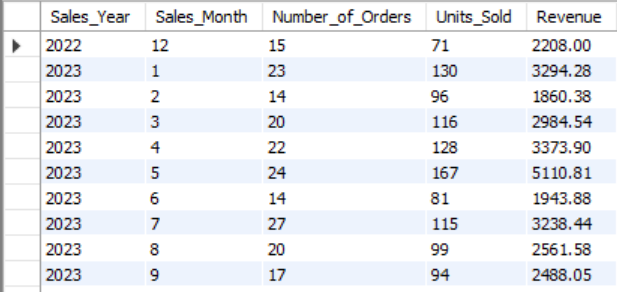 Sales_Year Sales_Month Number_of_Orders Units_Sold Revenue
2022 12 15 71 2208.00
2023 1 23 130 3294.28
2023 2 14 96 1860.38
2023 3 20 116 2984.54
2023 4 22 128 3373.90
2023 5 24 167 5110.81
2023 6 14 81 1943.88
2023 7 27 115 3238.44
2023 8 20 99 2561.58
2023 9 17 94 2488.05